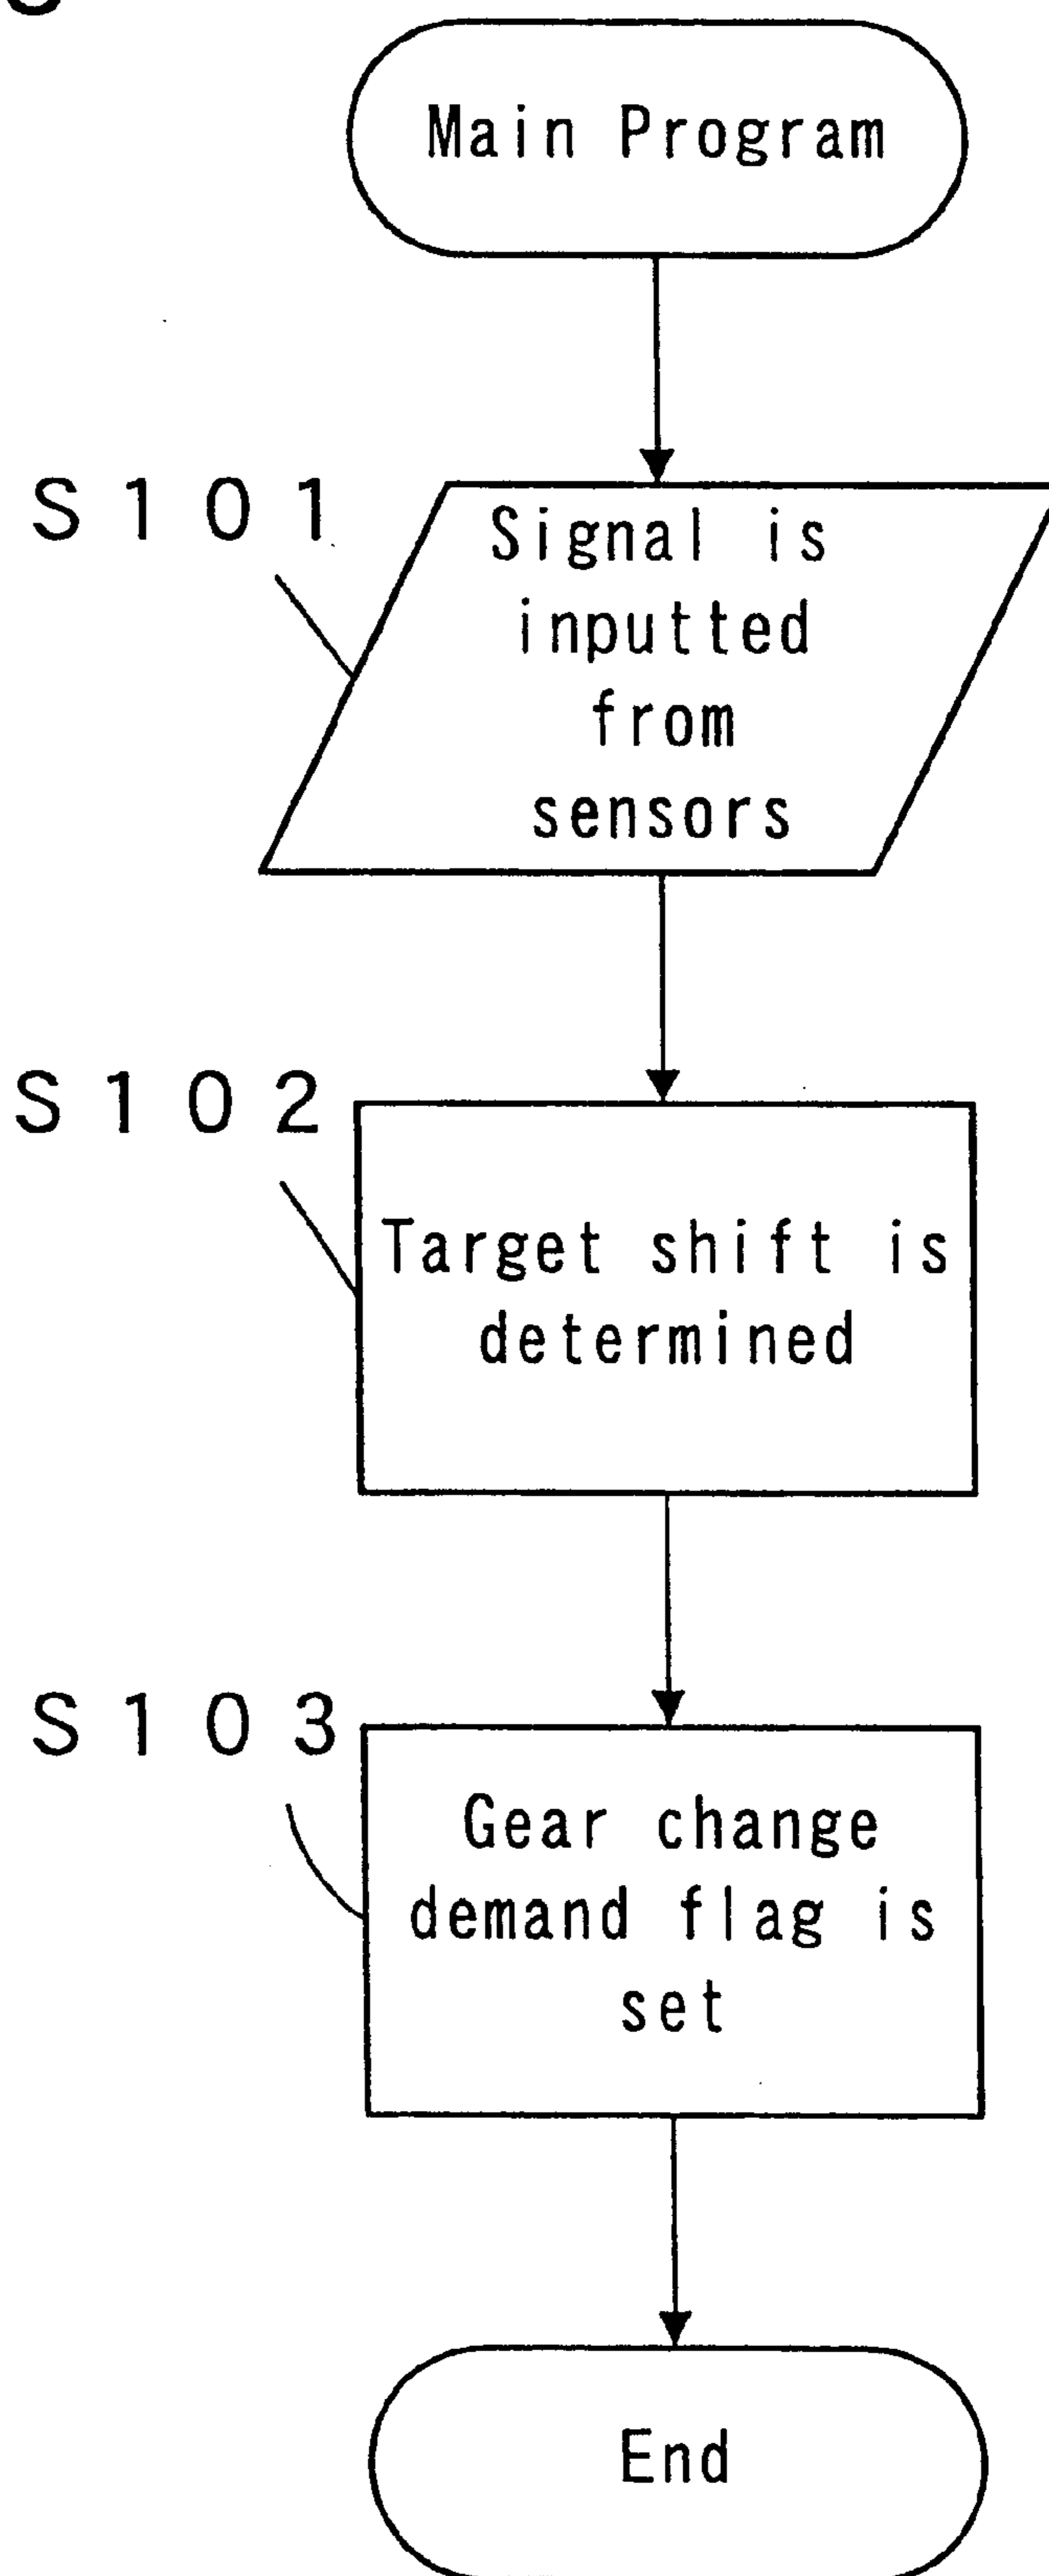 Main Program
S101
Signal is
inputted
from
sensors
S102
Target shift is
determined
S103
Gear change
demand flag is
set
End